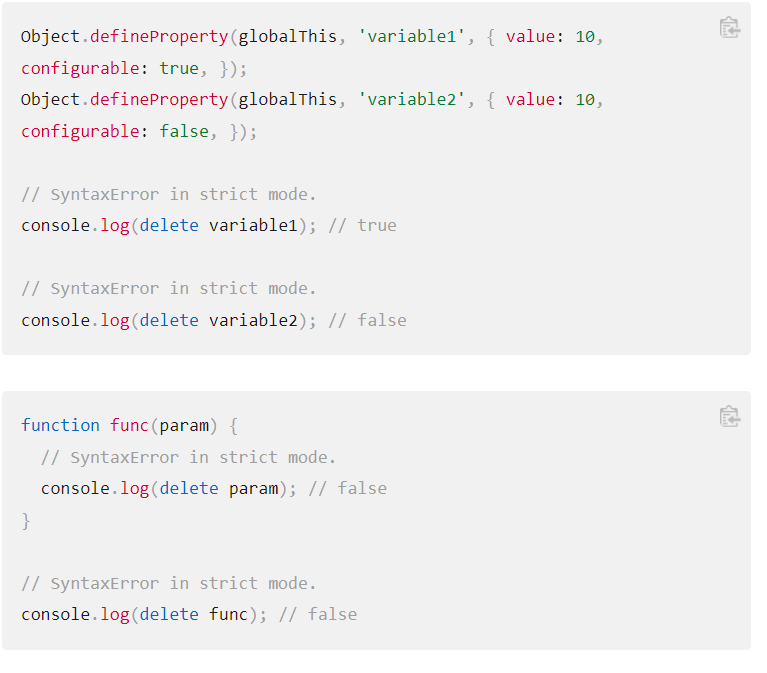 Object.defineProperty(globalThis, 'variable1', { value: 10,
configurable: true, });
Object.defineProperty(globalThis, 'variable2', { value: 10,
configurable: false, });
// SyntaxError in strict mode.
console.log(delete variable1); // true
// SyntaxError in strict mode.
console.log(delete variable2); // false
function func(param) {
  // SyntaxError in strict mode.
  console.log(delete param); // false
}
// SyntaxError in strict mode.
console.log(delete func); // false